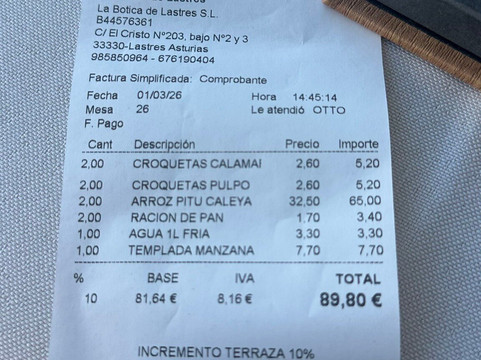 La Botica de Lastres S.L.
B44576361
C/ El Cristo Nº203, bajo Nº2 y 3
33330-Lastres Asturias
985850964 - 676190404
Factura Simplificada: Comprobante
Fecha 01/03/26 Hora 14:45:14
Mesa 26 Le atendió OTTO
F. Pago
Cant Descripción Precio Importe
2,00 CROQUETAS CALAMAI 2,60 5,20
2,00 CROQUETAS PULPO 2,60 5,20
2,00 ARROZ PITU CALEYA 32,50 65,00
2,00 RACION DE PAN 1,70 3,40
1,00 AGUA 1L FRIA 3,30 3,30
1,00 TEMPLADA MANZANA 7,70 7,70
% BASE IVA TOTAL
10 81,64 € 8,16 € 89,80 €
INCREMENTO TERRAZA 10%